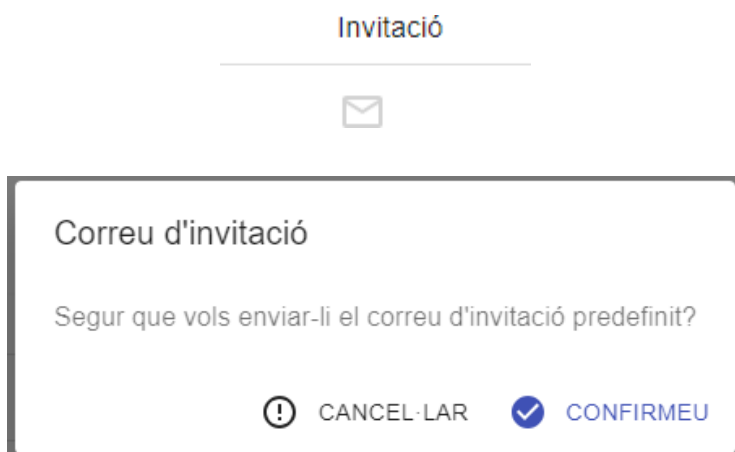 Invitació
Correu d'invitació
Segur que vols enviar-li el correu d'invitació predefinit?
CANCEL·LAR CONFIRMEU